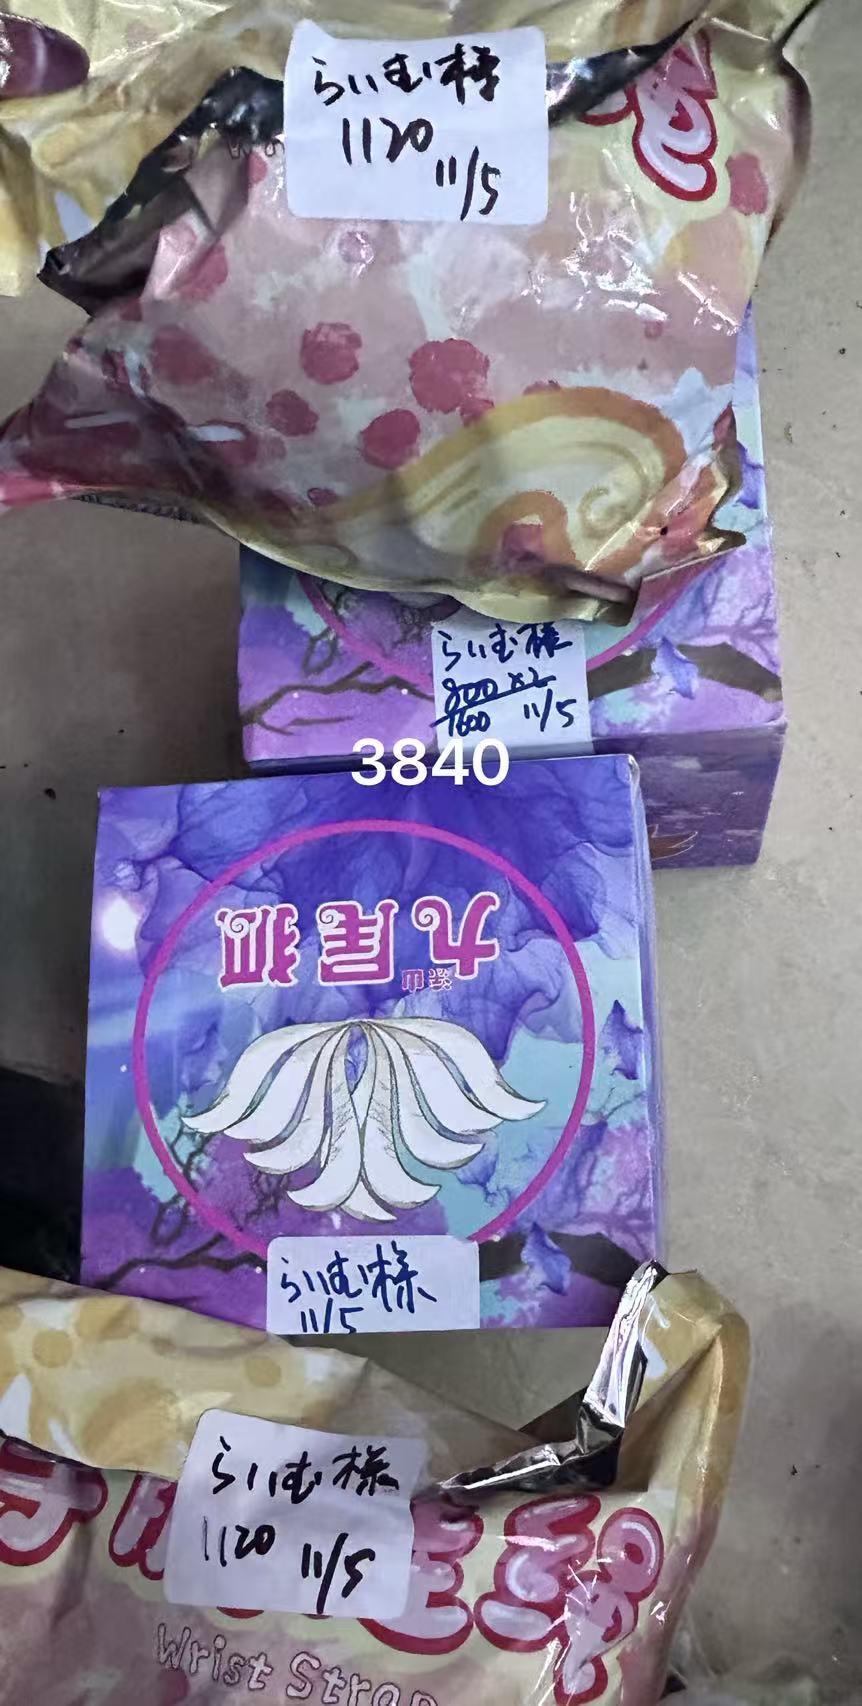 らいむ様
1120
11/5
らいむ様
800×2
1600 11/5
3840
九尾狐
らいむ様
11/5
らいむ様
1120 11/5
Wrist Strap